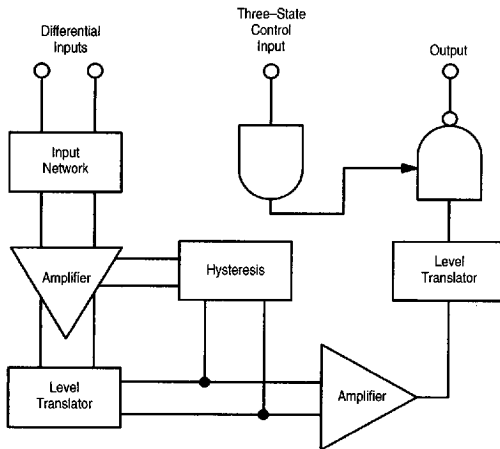 Differential
Inputs
Three–State
Control
Input
Output
Input
Network
Amplifier
Hysteresis
Level
Translator
Level
Translator
Amplifier